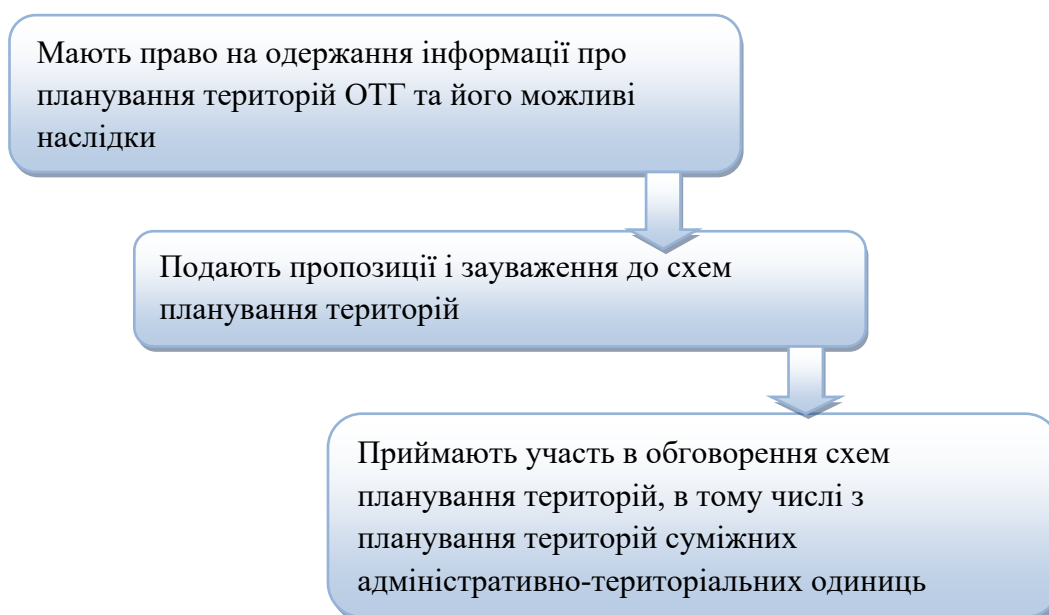 Мають право на одержання інформації про
планування територій ОТГ та його можливі
наслідки
Подають пропозиції і зауваження до схем
планування територій
Приймають участь в обговорення схем
планування територій, в тому числі з
планування територій суміжних
адміністративно-територіальних одиниць